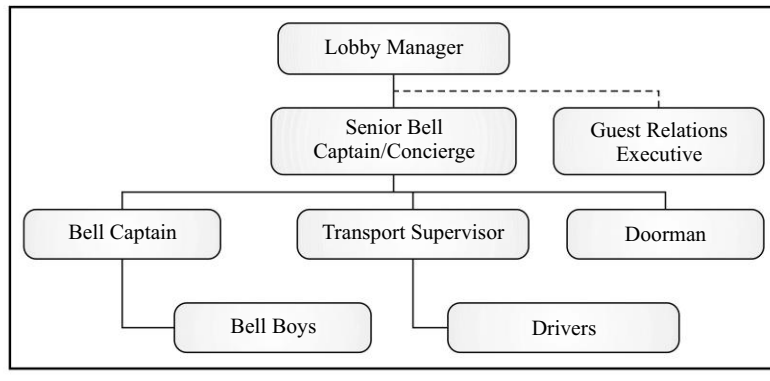 Lobby Manager
Senior Bell
Captain/Concierge
Guest Relations
Executive
Bell Captain
Transport Supervisor
Doorman
Bell Boys
Drivers